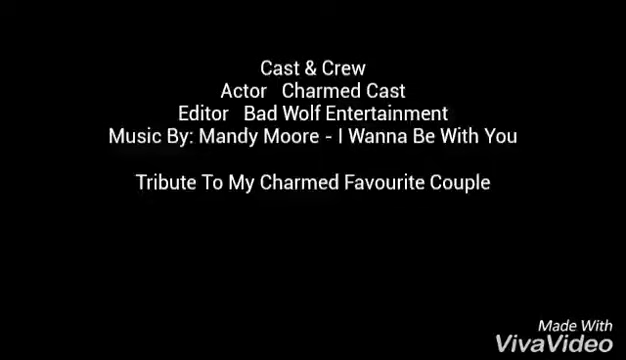 Cast & Crew
Actor Charmed Cast
Editor Bad Wolf Entertainment
Music By: Mandy Moore - I Wanna Be With You
Tribute To My Charmed Favourite Couple
Made With
VivaVideo